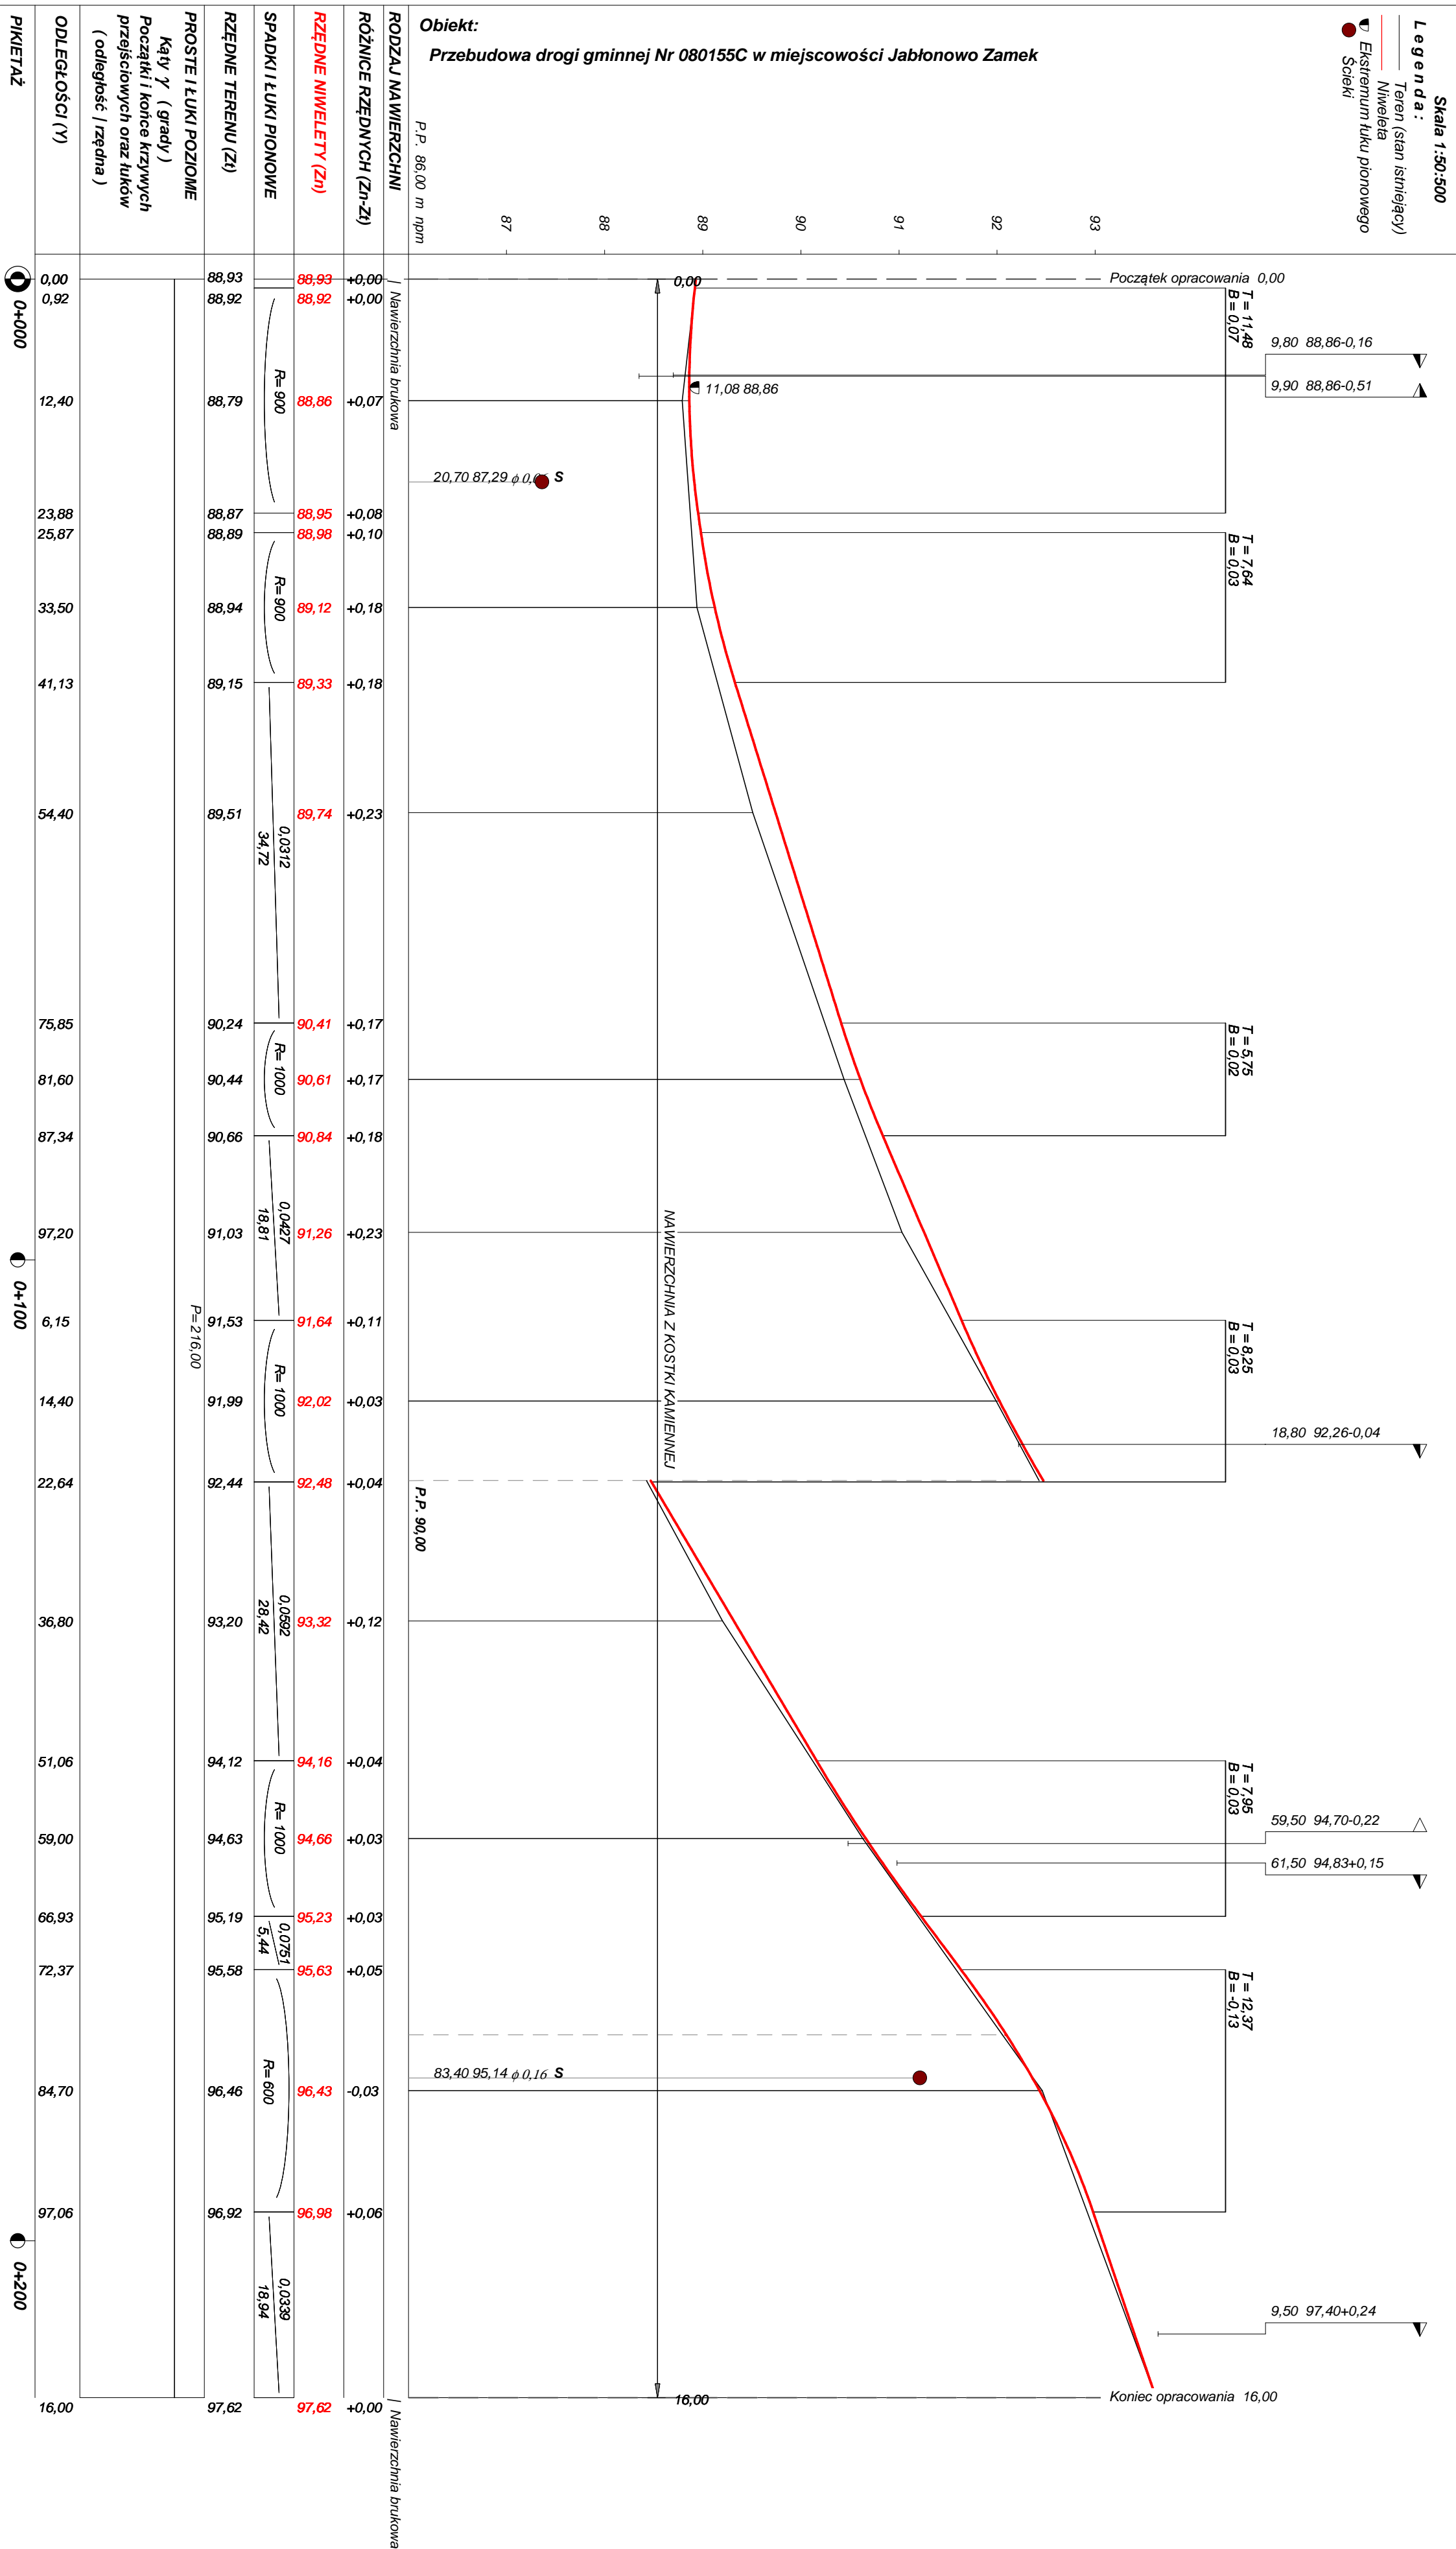 Skala 1:50:500
L e g e n d a :
Teren (stan istniejący)
Niweleta
Ekstremum łuku pionowego
Ścieki
Obiekt:
Przebudowa drogi gminnej Nr 080155C w miejscowości Jabłonowo Zamek
93
92
91
90
89
88
87
P.P. 86,00 m npm
Początek opracowania 0,00
T = 11,48
B = 0,07
9,80 88,86-0,16
9,90 88,86-0,51
0,00
11,08 88,86
20,70 87,29 S
T = 7,64
B = 0,03
T = 5,75
B = 0,02
T = 8,25
B = 0,03
18,80 92,26-0,04
NAWIERZCHNIA Z KOSTKI KAMIENNEJ
P.P. 90,00
T = 7,95
B = 0,03
59,50 94,70-0,22
61,50 94,83+0,15
T = 12,37
B = -0,13
83,40 95,14 ϕ 0,16 S
9,50 97,40+0,24
Koniec opracowania 16,00
16,00
RODZAJ NAWIERZCHNI
| Nawierzchnia brukowa
| Nawierzchnia brukowa
RÓŻNICE RZĘDNYCH (Zn-Zt)
+0,00 +0,00 +0,07 +0,08 +0,10 +0,18 +0,18 +0,23 +0,17 +0,17 +0,18 +0,23 +0,11 +0,03 +0,04 +0,12 +0,04 +0,03 +0,03 +0,05 -0,03 +0,06 +0,00
RZĘDNE NIWELETY (Zn)
88,93 88,92 88,86 88,95 88,98 89,12 89,33 89,74 90,41 90,61 90,84 91,26 91,64 92,02 92,48 93,32 94,16 94,66 95,23 95,63 96,43 96,98 97,62
SPADKI I ŁUKI PIONOWE
R= 900 R= 900 0,0312 R= 1000 0,0427 R= 1000 0,0592 R= 1000 0,0751 R= 600 0,0339
34,72 18,81 28,42 5,44 18,94
RZĘDNE TERENU (Zt)
88,93 88,92 88,79 88,87 88,89 88,94 89,15 89,51 90,24 90,44 90,66 91,03 91,53 91,99 92,44 93,20 94,12 94,63 95,19 95,58 96,46 96,92 97,62
PROSTE I ŁUKI POZIOME
P= 216,00
Kąty γ ( grady )
Początki i końce krzywych
przejściowych oraz łuków
( odległość | rzędna )
ODLEGŁOŚCI (Y)
0,00 0,92 12,40 23,88 25,87 33,50 41,13 54,40 75,85 81,60 87,34 97,20 6,15 14,40 22,64 36,80 51,06 59,00 66,93 72,37 84,70 97,06 16,00
PIKIETAŻ
0+000 0+100 0+200